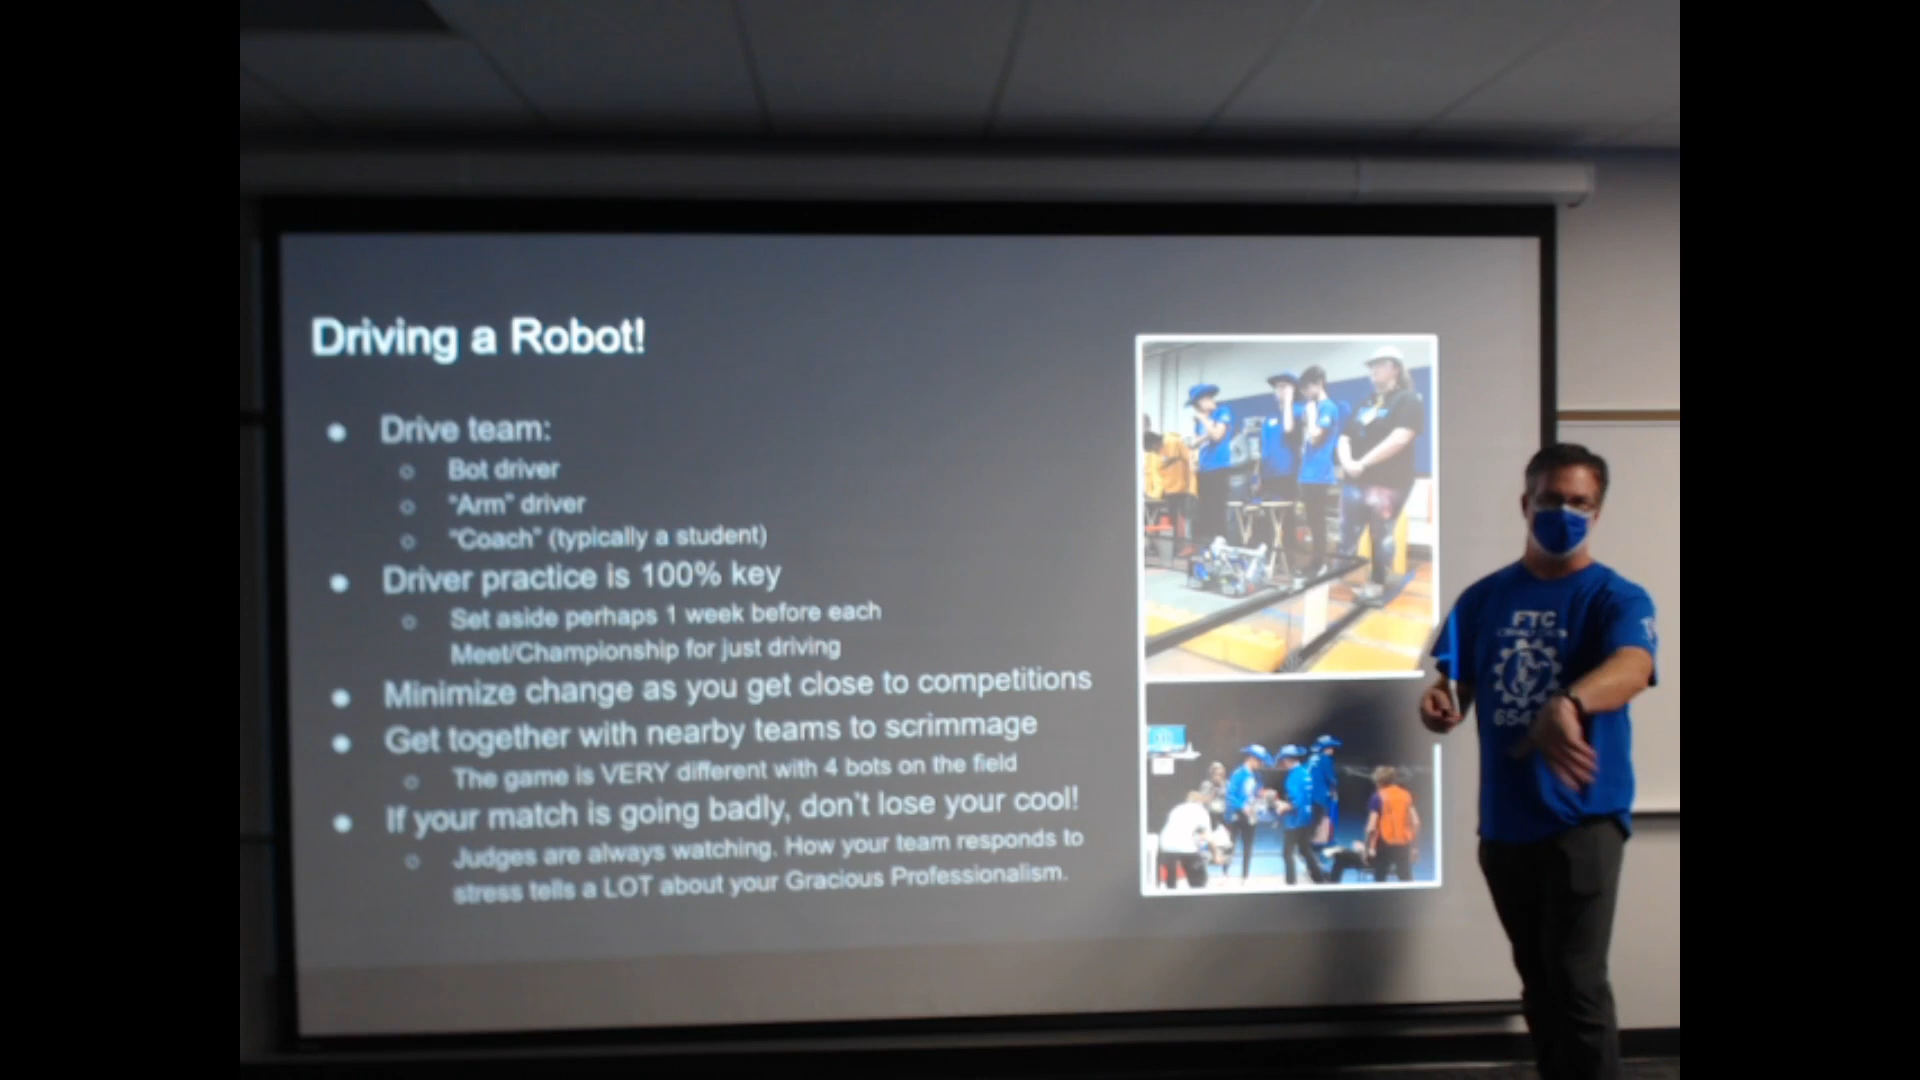 Driving a Robot!
● Drive team:
○ Bot driver
○ “Arm” driver
○ “Coach” (typically a student)
● Driver practice is 100% key
○ Set aside perhaps 1 week before each
Meet/Championship for just driving
● Minimize change as you get close to competitions
● Get together with nearby teams to scrimmage
○ The game is VERY different with 4 bots on the field
● If your match is going badly, don’t lose your cool!
○ Judges are always watching. How your team responds to
stress tells a LOT about your Gracious Professionalism.
FTC